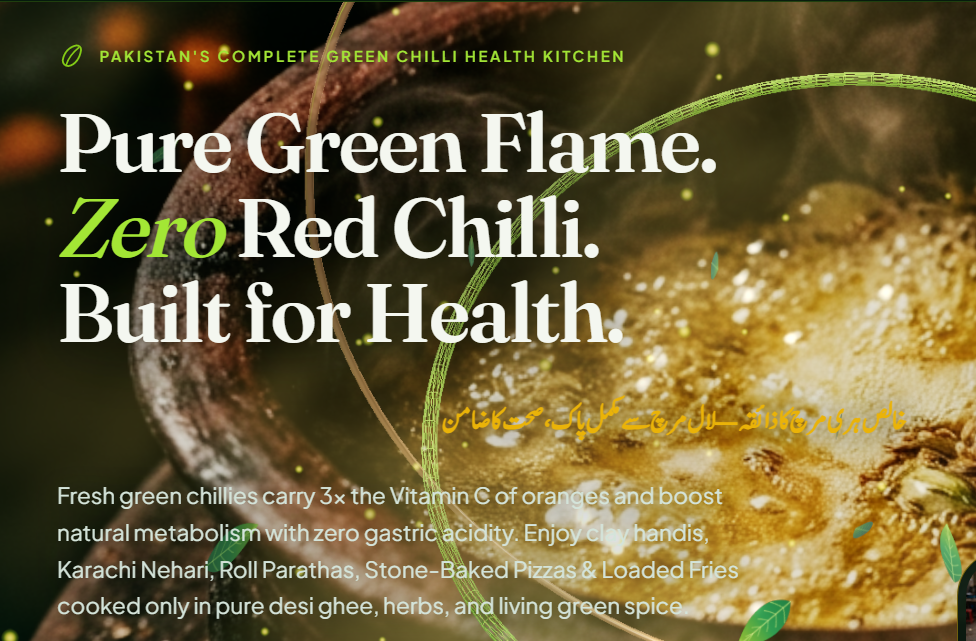 PAKISTAN'S COMPLETE GREEN CHILLI HEALTH KITCHEN
Pure Green Flame.
Zero Red Chilli.
Built for Health.
خالص ہری مرچ کا ذائقہ — لال مرچ سے مکمل پاک، صحت کا ضامن
Fresh green chillies carry 3× the Vitamin C of oranges and boost
natural metabolism with zero gastric acidity. Enjoy clay handis,
Karachi Nehari, Roll Parathas, Stone-Baked Pizzas & Loaded Fries
cooked only in pure desi ghee, herbs, and living green spice.